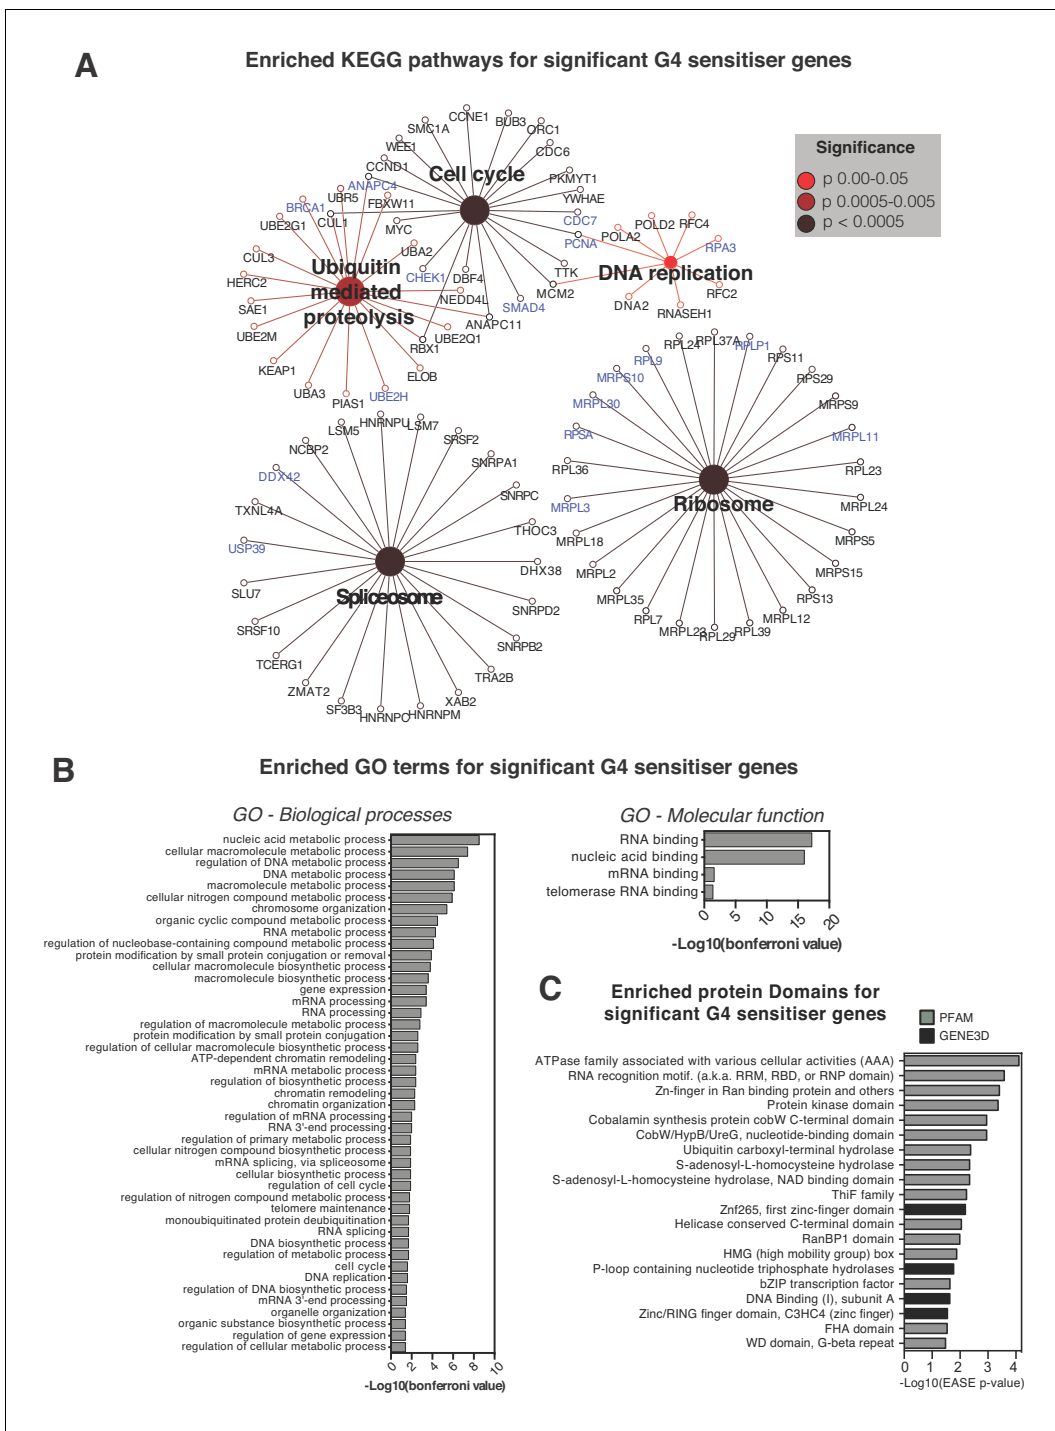 A
Enriched KEGG pathways for significant G4 sensitiser genes
Significance
p 0.00-0.05
p 0.0005-0.005
p < 0.0005
CCNE1
BUB3
ORC1
SMC1A
WEE1
CDC6
CCND1
Cell cycle
PKMYT1
ANAPC4
YWHAE
UBR5
FBXW11
BRCA1
CDC7
UBE2G1
CUL1
MYC
PCNA
POLA2
POLD2
RFC4
RPA3
UBA2
CUL3
Ubiquitin
mediated
proteolysis
CHEK1
DBF4
TTK
DNA replication
HERC2
NEDD4L
MCM2
RFC2
SAE1
SMAD4
DNA2
RNASEH1
ANAPC11
UBE2M
RBX1
UBE2Q1
KEAP1
ELOB
UBA3
PIAS1
UBE2H
RPL24
RPL37A
RPLP1
RPS11
RPL9
MRPS10
RPS29
MRPL30
MRPS9
RPSA
MRPL11
RPL36
RPL23
MRPL3
Ribosome
MRPL24
MRPL18
MRPS5
MRPL2
MRPS15
MRPL35
RPS13
RPL7
MRPL12
MRPL23
RPL29
RPL39
LSM5
HNRNPU
LSM7
SRSF2
NCBP2
SNRPA1
DDX42
SNRPC
TXNL4A
THOC3
USP39
DHX38
SLU7
Spliceosome
SNRPD2
SRSF10
SNRPB2
TCERG1
TRA2B
ZMAT2
XAB2
SF3B3
HNRNPC
HNRNPM
B
Enriched GO terms for significant G4 sensitiser genes
GO - Biological processes
nucleic acid metabolic process
cellular macromolecule metabolic process
regulation of DNA metabolic process
DNA metabolic process
macromolecule metabolic process
cellular nitrogen compound metabolic process
chromosome organization
organic cyclic compound metabolic process
RNA metabolic process
regulation of nucleobase-containing compound metabolic process
protein modification by small protein conjugation or removal
cellular macromolecule biosynthetic process
macromolecule biosynthetic process
gene expression
mRNA processing
RNA processing
regulation of macromolecule metabolic process
protein modification by small protein conjugation
regulation of cellular macromolecule biosynthetic process
ATP-dependent chromatin remodeling
mRNA metabolic process
regulation of biosynthetic process
chromatin remodeling
chromatin organization
regulation of mRNA processing
RNA 3'-end processing
regulation of primary metabolic process
cellular nitrogen compound biosynthetic process
mRNA splicing, via spliceosome
cellular biosynthetic process
regulation of cell cycle
regulation of nitrogen compound metabolic process
telomere maintenance
monoubiquitinated protein deubiquitination
RNA splicing
DNA biosynthetic process
regulation of metabolic process
cell cycle
DNA replication
regulation of DNA biosynthetic process
mRNA 3'-end processing
organelle organization
organic substance biosynthetic process
regulation of gene expression
regulation of cellular metabolic process
0 2 4 6 8 10
-Log10(bonferroni value)
GO - Molecular function
RNA binding
nucleic acid binding
mRNA binding
telomerase RNA binding
0 5 10 15 20
-Log10(bonferroni value)
C
Enriched protein Domains for
significant G4 sensitiser genes
PFAM
GENE3D
ATPase family associated with various cellular activities (AAA)
RNA recognition motif. (a.k.a. RRM, RBD, or RNP domain)
Zn-finger in Ran binding protein and others
Protein kinase domain
Cobalamin synthesis protein cobW C-terminal domain
CobW/HypB/UreG, nucleotide-binding domain
Ubiquitin carboxyl-terminal hydrolase
S-adenosyl-L-homocysteine hydrolase
S-adenosyl-L-homocysteine hydrolase, NAD binding domain
ThiF family
Znf265, first zinc-finger domain
Helicase conserved C-terminal domain
RanBP1 domain
HMG (high mobility group) box
P-loop containing nucleotide triphosphate hydrolases
bZIP transcription factor
DNA Binding (I), subunit A
Zinc/RING finger domain, C3HC4 (zinc finger)
FHA domain
WD domain, G-beta repeat
0 1 2 3 4
-Log10(EASE p-value)